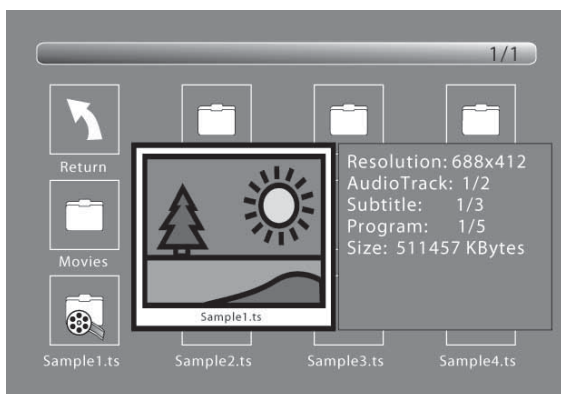 1/1
Return
Resolution: 688x412
AudioTrack: 1/2
Subtitle: 1/3
Program: 1/5
Size: 511457 KBytes
Movies
Sample1.ts
Sample1.ts Sample2.ts Sample3.ts Sample4.ts